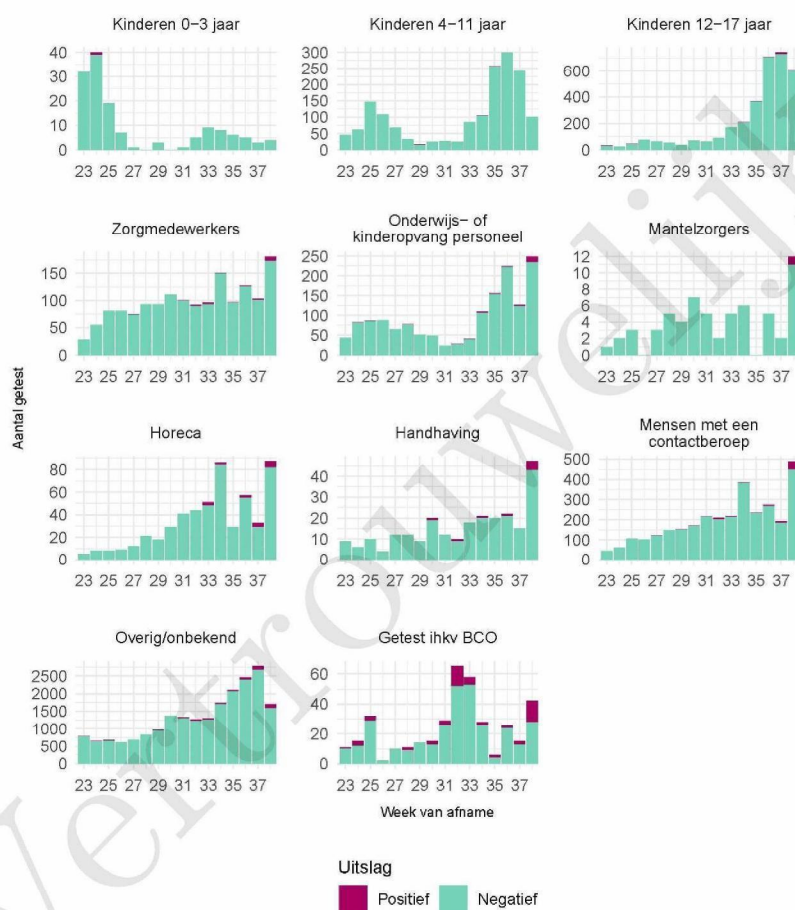 Kinderen 0–3 jaar
Kinderen 4–11 jaar
Kinderen 12–17 jaar
40
30
20
10
0
23 25 27 29 31 33 35 37
300
250
200
150
100
50
0
23 25 27 29 31 33 35 37
600
400
200
0
23 25 27 29 31 33 35 37
Zorgmedewerkers
Onderwijs– of
kinderopvang personeel
Mantelzorgers
150
100
50
0
23 25 27 29 31 33 35 37
250
200
150
100
50
0
23 25 27 29 31 33 35 37
12
10
8
6
4
2
0
23 25 27 29 31 33 35 37
Aantal getest
Horeca
Handhaving
Mensen met een
contactberoep
80
60
40
20
0
23 25 27 29 31 33 35 37
40
30
20
10
0
23 25 27 29 31 33 35 37
500
400
300
200
100
0
23 25 27 29 31 33 35 37
Overig/onbekend
Getest ihkv BCO
2500
2000
1500
1000
500
0
23 25 27 29 31 33 35 37
60
40
20
0
23 25 27 29 31 33 35 37
Week van afname
Uitslag
Positief
Negatief
Vertrouwelijk